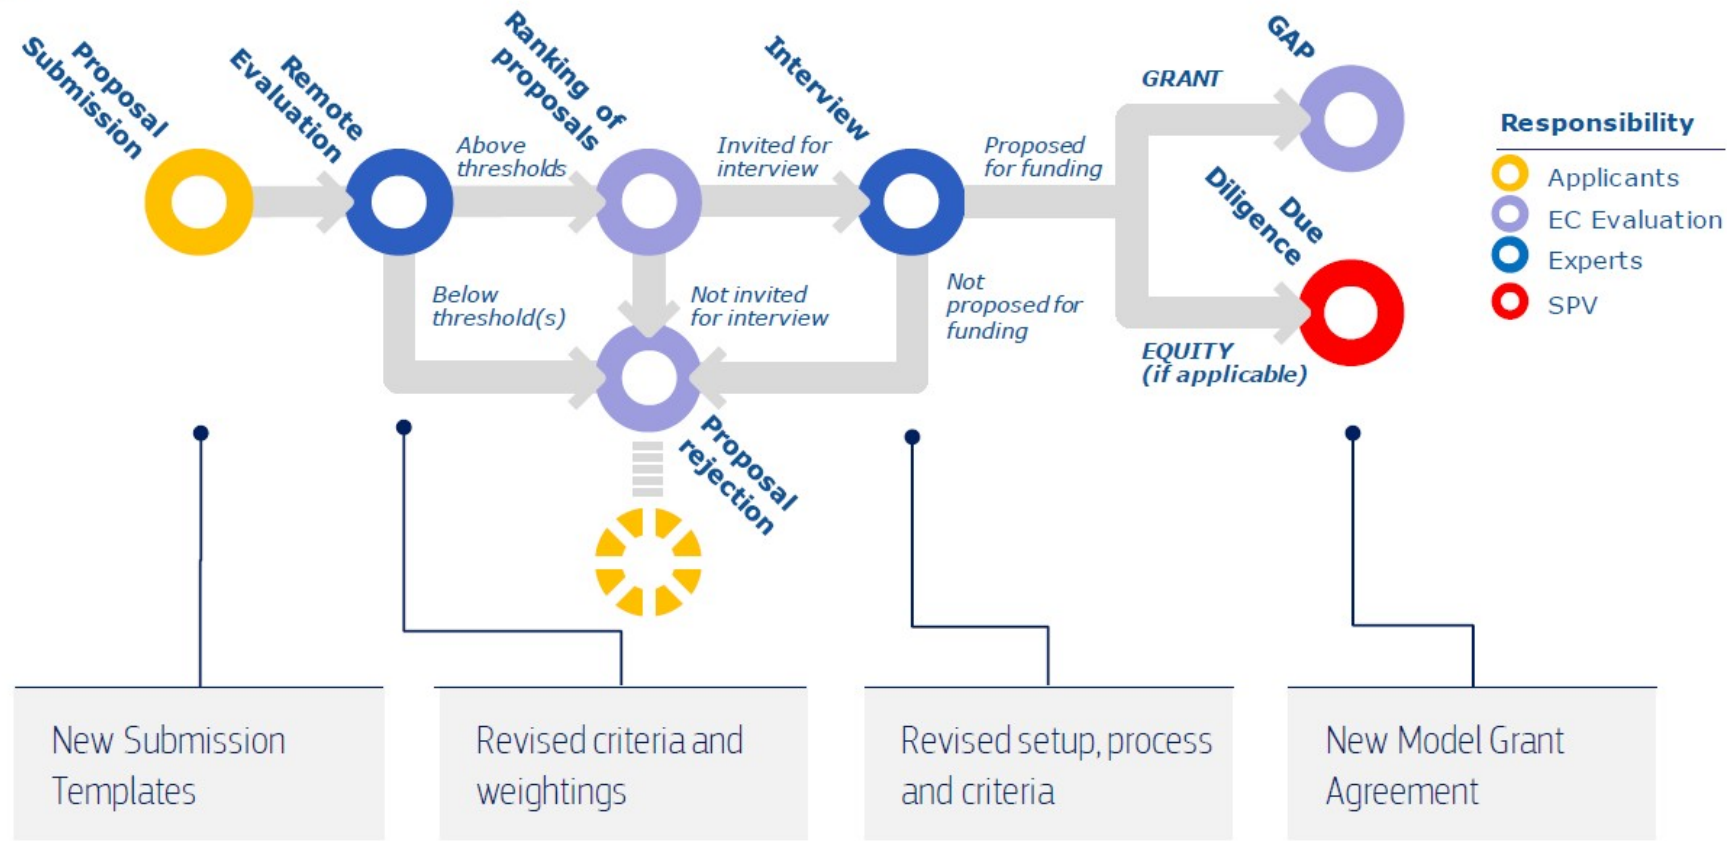 Proposal
Submission
Remote
Evaluation
Ranking of
proposals
Interview
GAP
Due
Diligence
Above
thresholds
Invited for
interview
Proposed
for funding
GRANT
Below
threshold(s)
Not invited
for interview
Not
proposed for
funding
EQUITY
(if applicable)
Proposal
rejection
Responsibility
Applicants
EC Evaluation
Experts
SPV
New Submission
Templates
Revised criteria and
weightings
Revised setup, process
and criteria
New Model Grant
Agreement